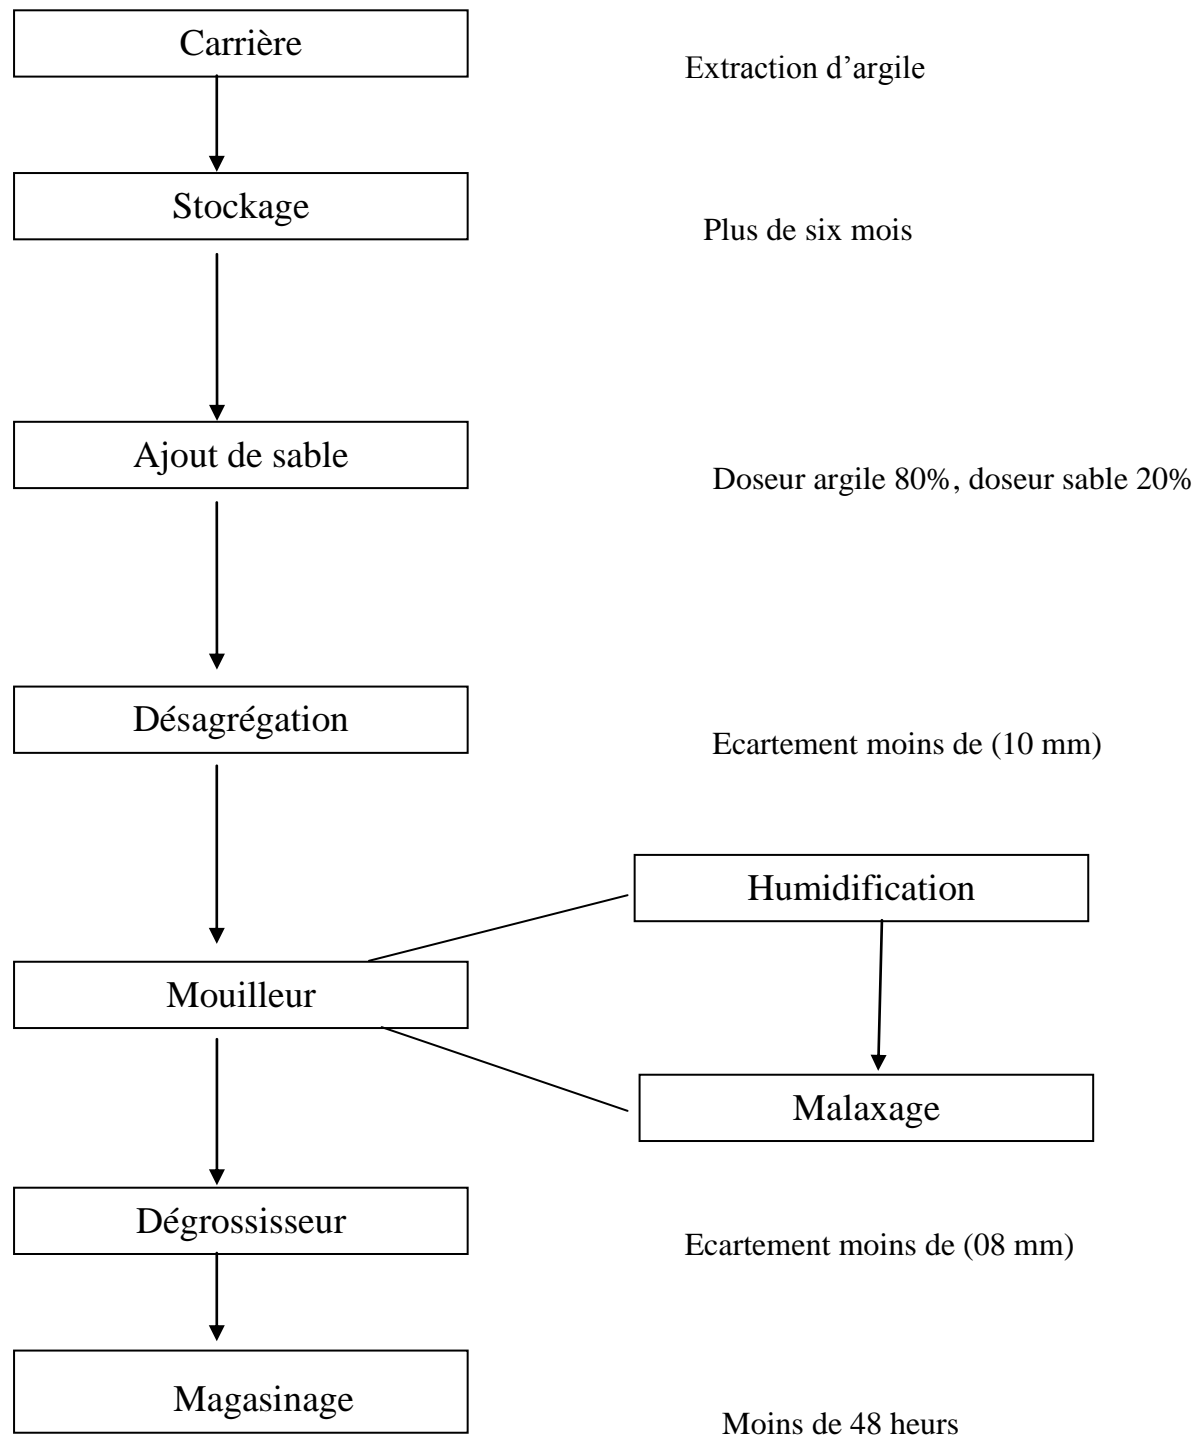 Carrière
Extraction d’argile
Stockage
Plus de six mois
Ajout de sable
Doseur argile 80%, doseur sable 20%
Désagrégation
Ecartement moins de (10 mm)
Humidification
Mouilleur
Malaxage
Dégrossisseur
Ecartement moins de (08 mm)
Magasinage
Moins de 48 heurs